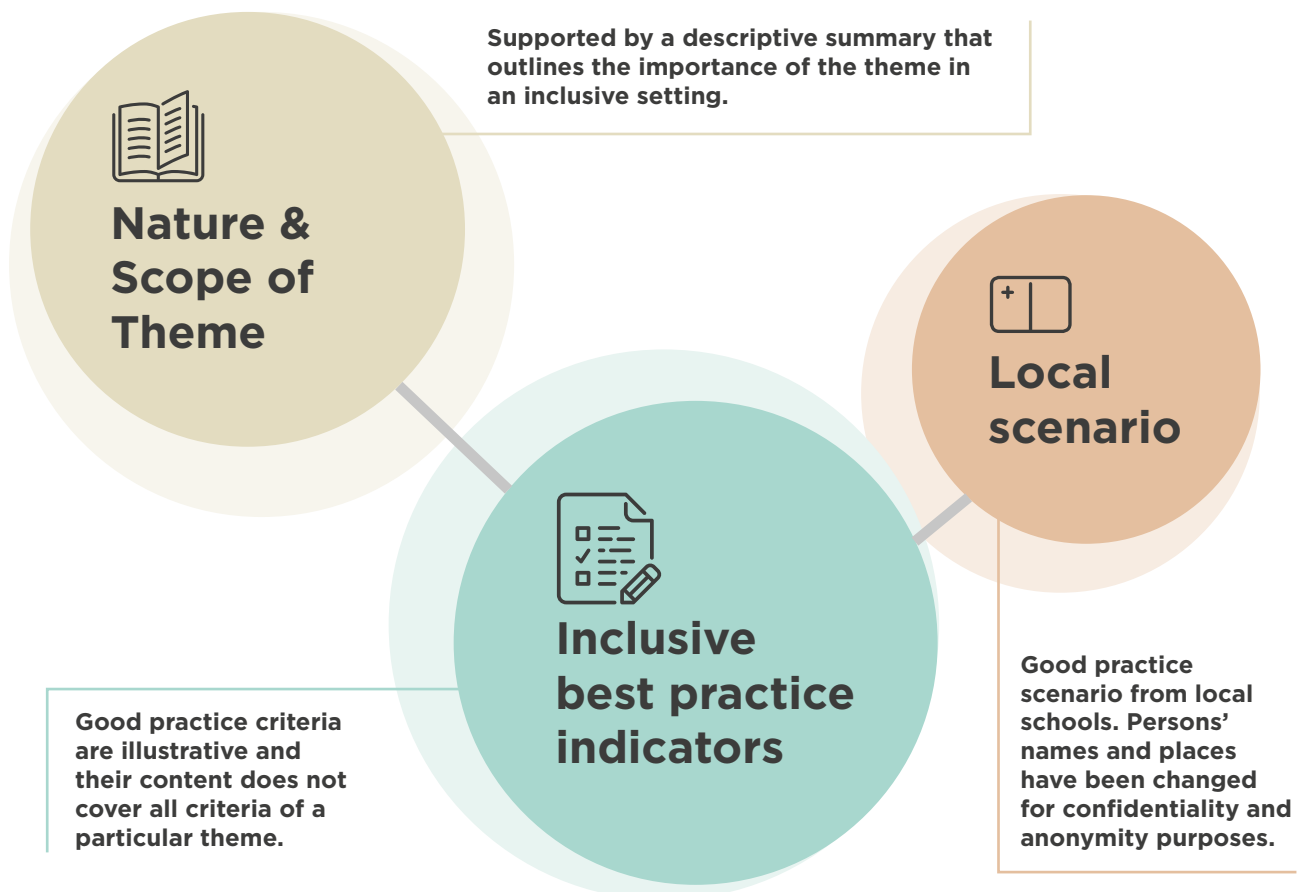 Supported by a descriptive summary that
outlines the importance of the theme in
an inclusive setting.
Nature &
Scope of
Theme
Local
scenario
Inclusive
best practice
indicators
Good practice criteria
are illustrative and
their content does not
cover all criteria of a
particular theme.
Good practice
scenario from local
schools. Persons’
names and places
have been changed
for confidentiality and
anonymity purposes.